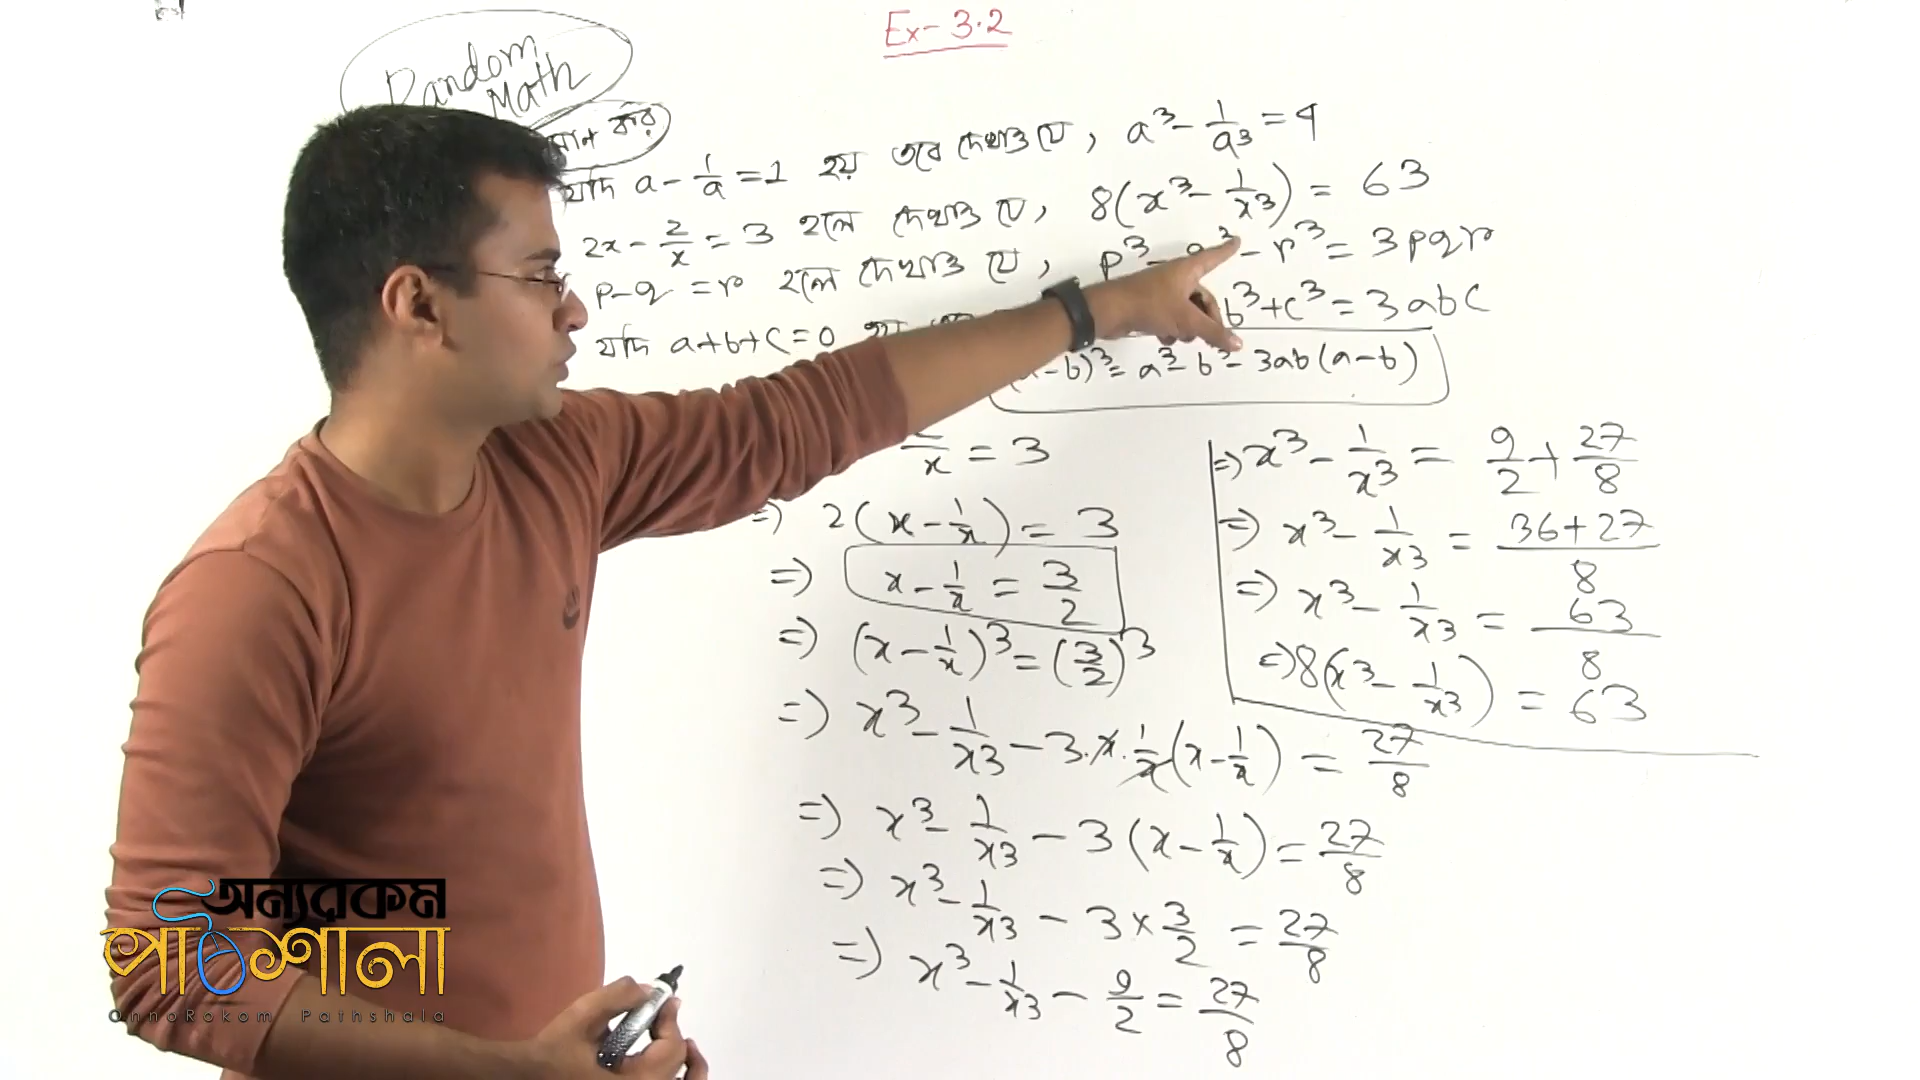 Ex- 3.2
Random
Math
মান কর
যদি a - 1/a = 1 হয় তবে দেখাও যে, a³ - 1/a³ = 4
2x - 2/x = 3 হলে দেখাও যে, 8(x³ - 1/x³) = 63
p - q = r হলে দেখাও যে, p³ - q³ - r³ = 3pqr
যদি a+b+c=0 হয় b³+c³ = 3abc
-b)³ = a³ - b³ - 3ab(a-b)
/x = 3
=> 2(x - 1/x) = 3
=> x - 1/x = 3/2
=> (x - 1/x)³ = (3/2)³
=> x³ - 1/x³ - 3.x.1/x(x - 1/x) = 27/8
=> x³ - 1/x³ - 3(x - 1/x) = 27/8
=> x³ - 1/x³ - 3 × 3/2 = 27/8
=> x³ - 1/x³ - 9/2 = 27/8
=> x³ - 1/x³ = 9/2 + 27/8
=> x³ - 1/x³ = 36+27/8
=> x³ - 1/x³ = 63/8
=> 8(x³ - 1/x³) = 63
অন্যরকম
পাঠশালা
OnnoRokom Pathshala